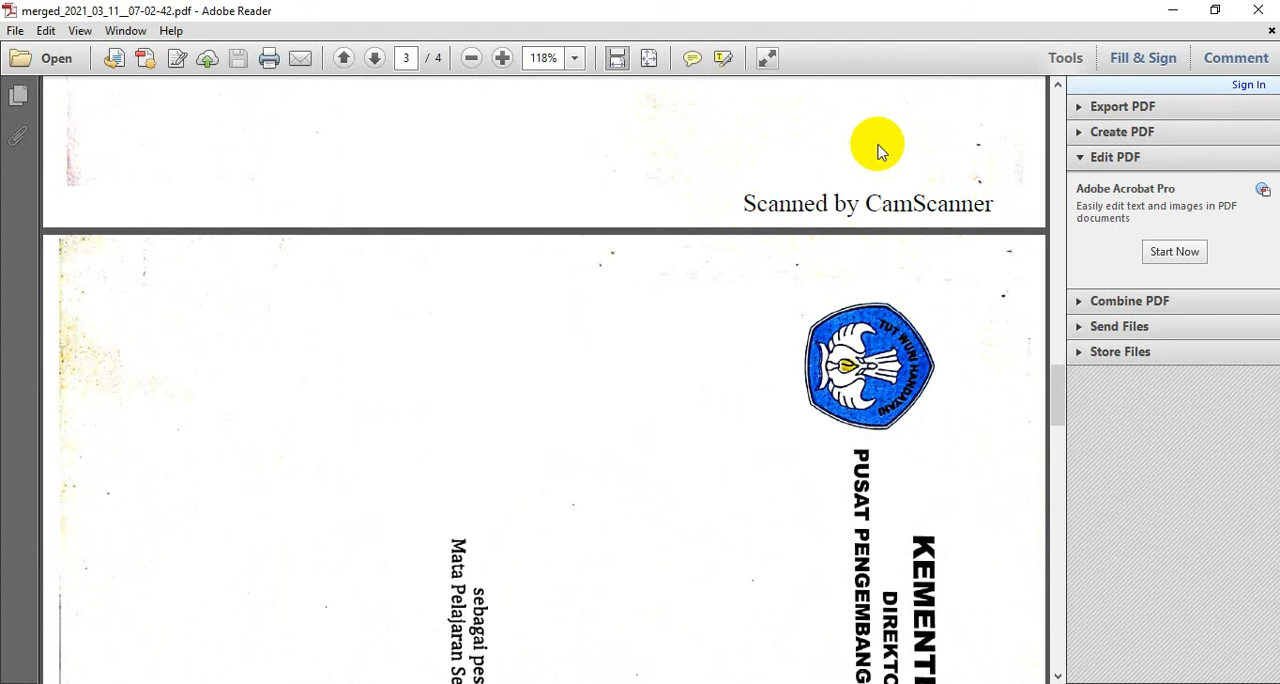 merged_2021_03_11__07-02-42.pdf - Adobe Reader
File Edit View Window Help
Open 3 / 4 118% Tools Fill & Sign Comment
Sign In
Export PDF
Create PDF
Edit PDF
Adobe Acrobat Pro
Easily edit text and images in PDF
documents
Start Now
Combine PDF
Send Files
Store Files
Scanned by CamScanner
TUT WURI HANDAYANI
KEMENT
DIREKTO
PUSAT PENGEMBANG
sebagai pes
Mata Pelajaran Se